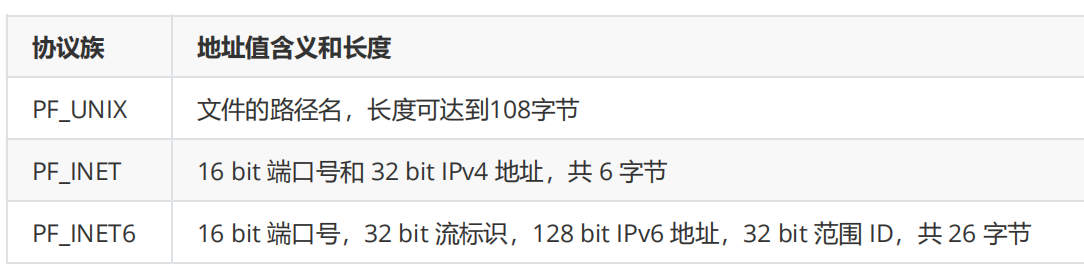 协议族 地址值含义和长度
PF_UNIX 文件的路径名，长度可达到108字节
PF_INET 16 bit 端口号和 32 bit IPv4 地址，共 6 字节
PF_INET6 16 bit 端口号，32 bit 流标识，128 bit IPv6 地址，32 bit 范围 ID，共 26 字节